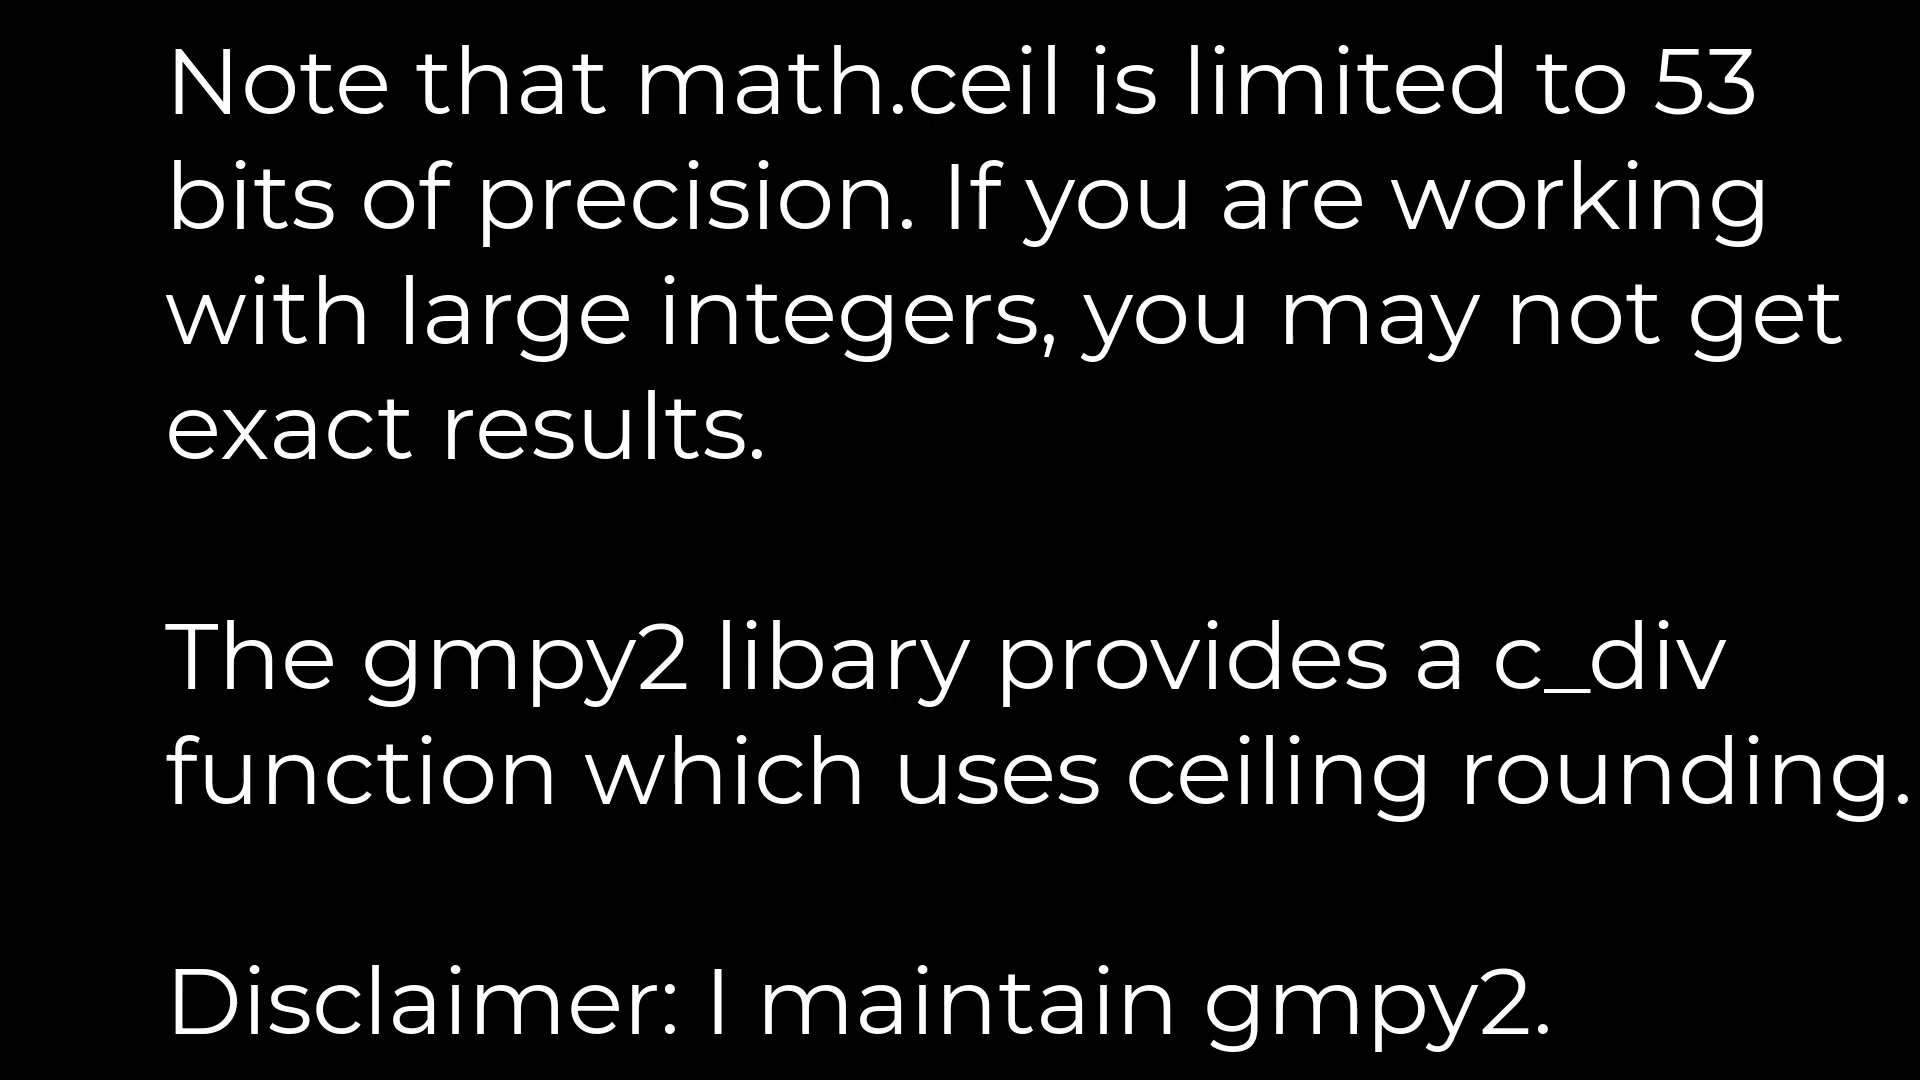 Note that math.ceil is limited to 53
bits of precision. If you are working
with large integers, you may not get
exact results.
The gmpy2 libary provides a c_div
function which uses ceiling rounding.
Disclaimer: I maintain gmpy2.